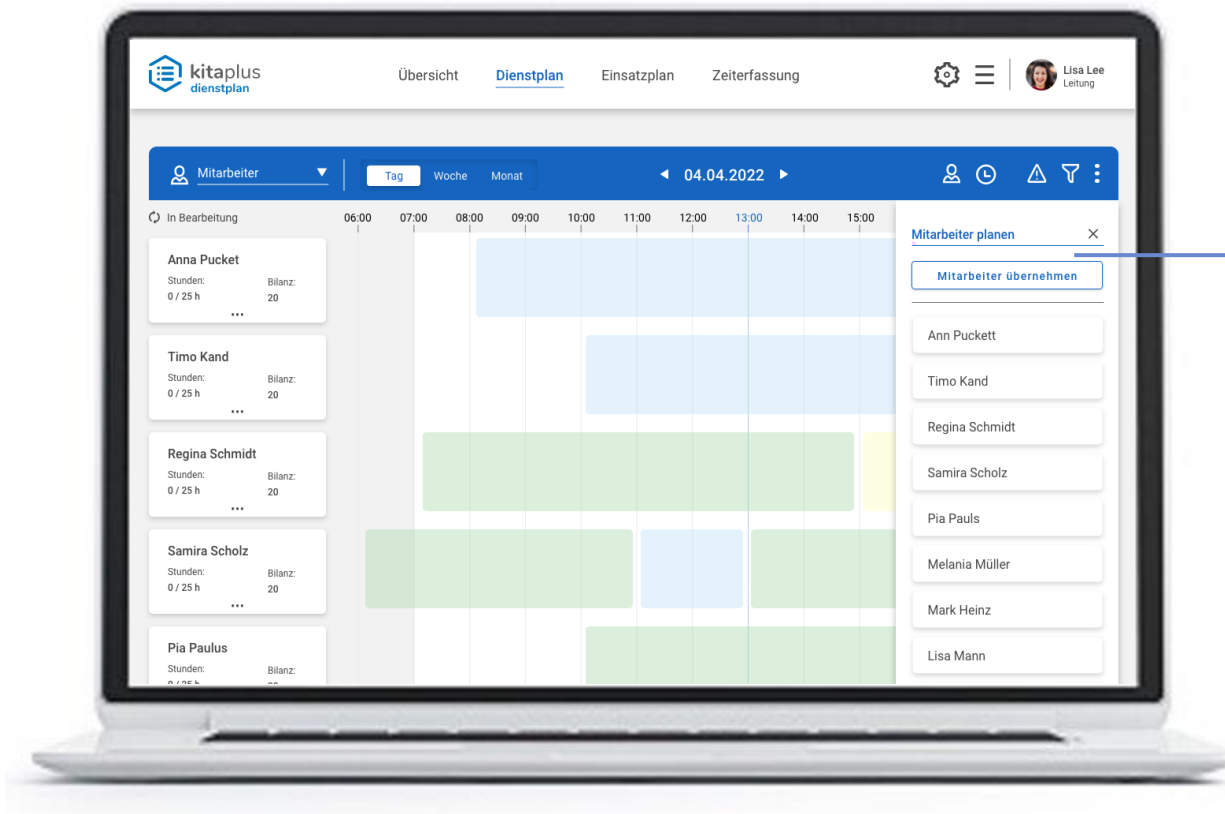 kitaplus
dienstplan
Übersicht
Dienstplan
Einsatzplan
Zeiterfassung
Lisa Lee
Leitung
Mitarbeiter
Tag
Woche
Monat
04.04.2022
In Bearbeitung
06:00 07:00 08:00 09:00 10:00 11:00 12:00 13:00 14:00 15:00
Anna Pucket
Stunden: Bilanz:
0 / 25 h 20
Timo Kand
Stunden: Bilanz:
0 / 25 h 20
Regina Schmidt
Stunden: Bilanz:
0 / 25 h 20
Samira Scholz
Stunden: Bilanz:
0 / 25 h 20
Pia Paulus
Stunden: Bilanz:
Mitarbeiter planen
Mitarbeiter übernehmen
Ann Puckett
Timo Kand
Regina Schmidt
Samira Scholz
Pia Pauls
Melania Müller
Mark Heinz
Lisa Mann